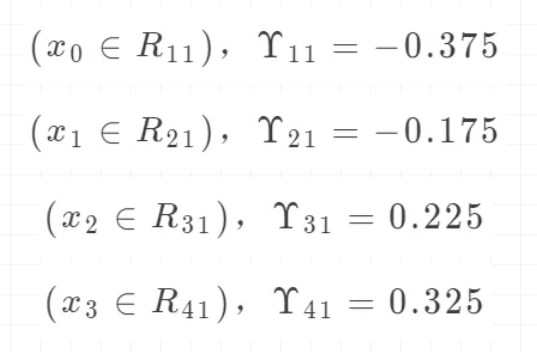 (x₀ ∈ R₁₁)，ϒ₁₁ = −0.375
(x₁ ∈ R₂₁)，ϒ₂₁ = −0.175
(x₂ ∈ R₃₁)，ϒ₃₁ = 0.225
(x₃ ∈ R₄₁)，ϒ₄₁ = 0.325